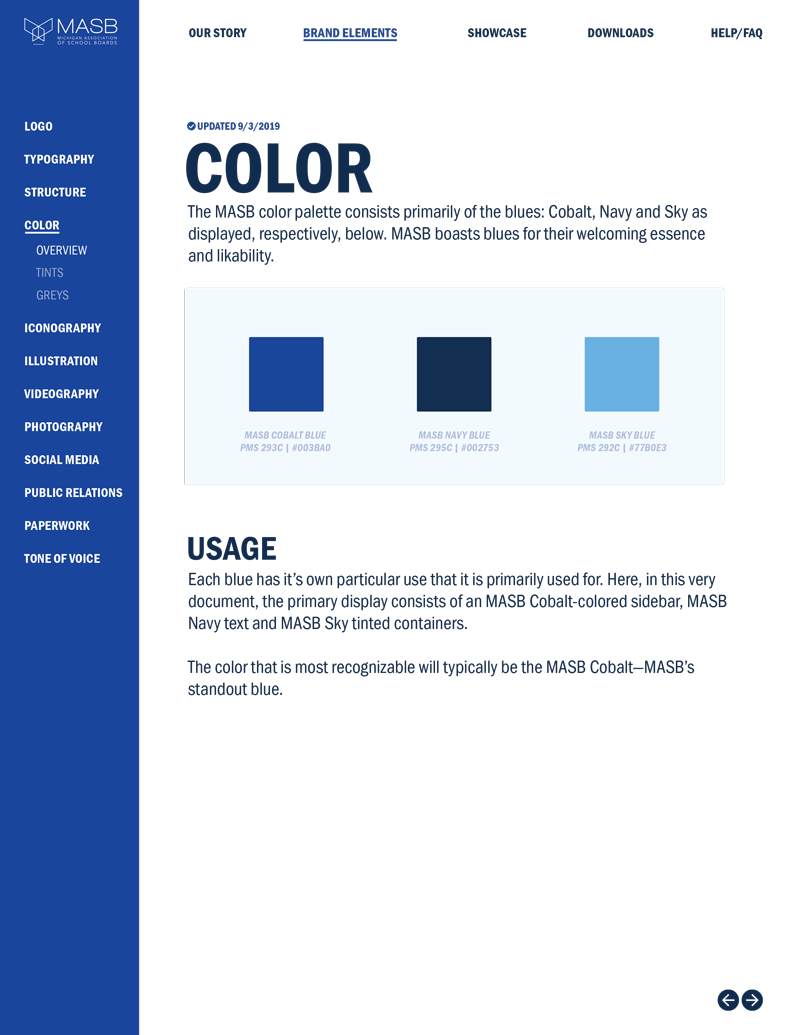 MASB
MICHIGAN ASSOCIATION
OF SCHOOL BOARDS
OUR STORY
BRAND ELEMENTS
SHOWCASE
DOWNLOADS
HELP/FAQ
LOGO
TYPOGRAPHY
STRUCTURE
COLOR
OVERVIEW
TINTS
GREYS
ICONOGRAPHY
ILLUSTRATION
VIDEOGRAPHY
PHOTOGRAPHY
SOCIAL MEDIA
PUBLIC RELATIONS
PAPERWORK
TONE OF VOICE
UPDATED 9/3/2019
COLOR
The MASB color palette consists primarily of the blues: Cobalt, Navy and Sky as
displayed, respectively, below. MASB boasts blues for their welcoming essence
and likability.
MASB COBALT BLUE
PMS 293C | #003BA0
MASB NAVY BLUE
PMS 295C | #002753
MASB SKY BLUE
PMS 292C | #77B0E3
USAGE
Each blue has it’s own particular use that it is primarily used for. Here, in this very
document, the primary display consists of an MASB Cobalt-colored sidebar, MASB
Navy text and MASB Sky tinted containers.
The color that is most recognizable will typically be the MASB Cobalt—MASB’s
standout blue.